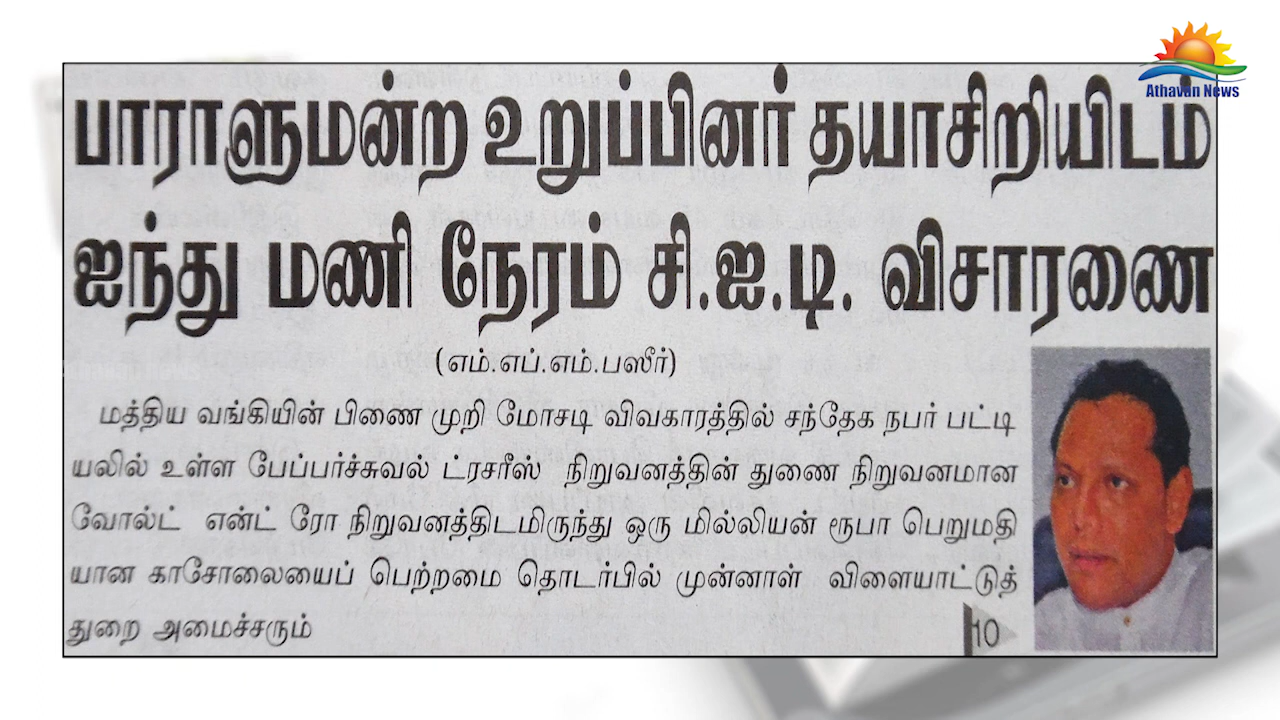 Athavan News
பாராளுமன்ற உறுப்பினர் தயாசிறியிடம்
ஐந்து மணி நேரம் சி.ஐ.டி. விசாரணை
(எம்.எப்.எம்.பஸீர்)
மத்திய வங்கியின் பிணை முறி மோசடி விவகாரத்தில் சந்தேக நபர் பட்டி
யலில் உள்ள பேப்பர்ச்சுவல் ட்ரசரீஸ் நிறுவனத்தின் துணை நிறுவனமான
வோல்ட் என்ட் ரோ நிறுவனத்திடமிருந்து ஒரு மில்லியன் ரூபா பெறுமதி
யான காசோலையைப் பெற்றமை தொடர்பில் முன்னாள் விளையாட்டுத்
துறை அமைச்சரும்
10